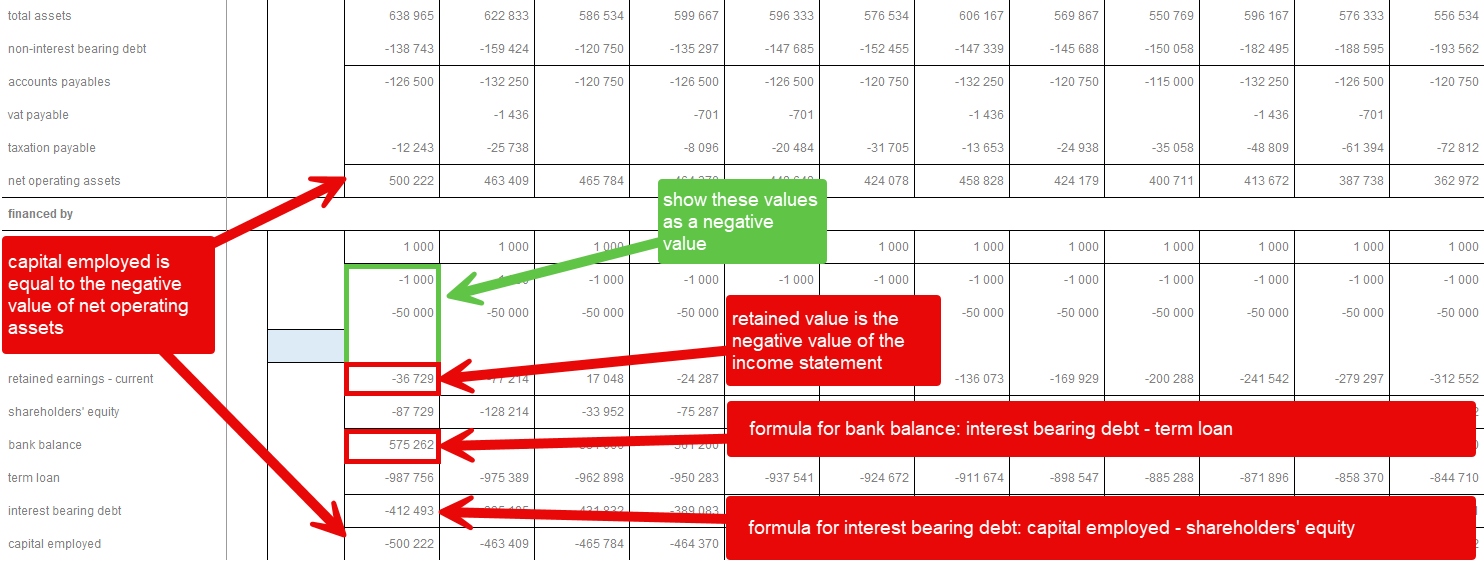 total assets 638 965 622 833 586 534 599 667 596 333 576 534 606 167 569 867 550 769 596 167 576 333 556 534
non-interest bearing debt -138 743 -159 424 -120 750 -135 297 -147 685 -152 455 -147 339 -145 688 -150 058 -182 495 -188 595 -193 562
accounts payables -126 500 -132 250 -120 750 -126 500 -126 500 -120 750 -132 250 -120 750 -115 000 -132 250 -126 500 -120 750
vat payable -1 436 -701 -701 -1 436 -1 436 -701
taxation payable -12 243 -25 738 -8 096 -20 484 -31 705 -13 653 -24 938 -35 058 -48 809 -61 394 -72 812
net operating assets 500 222 463 409 465 784 424 078 458 828 424 179 400 711 413 672 387 738 362 972
show these values
as a negative
value
financed by
capital employed is
equal to the negative
value of net operating
assets
1 000 1 000 1 000 1 000 1 000 1 000 1 000 1 000 1 000 1 000
-1 000 -1 000 -1 000 -1 000 -1 000 -1 000 -1 000 -1 000 -1 000 -1 000 -1 000
-50 000 -50 000 -50 000 -50 000 -50 000 -50 000 -50 000 -50 000 -50 000 -50 000
retained value is the
negative value of the
income statement
retained earnings - current -36 729 -77 214 17 048 -24 287 -136 073 -169 929 -200 288 -241 542 -279 297 -312 552
shareholders' equity -87 729 -128 214 -33 952 -75 287
bank balance 575 262
formula for bank balance: interest bearing debt - term loan
term loan -987 756 -975 389 -962 898 -950 283 -937 541 -924 672 -911 674 -898 547 -885 288 -871 896 -858 370 -844 710
interest bearing debt -412 493 -389 083
formula for interest bearing debt: capital employed - shareholders' equity
capital employed -500 222 -463 409 -465 784 -464 370